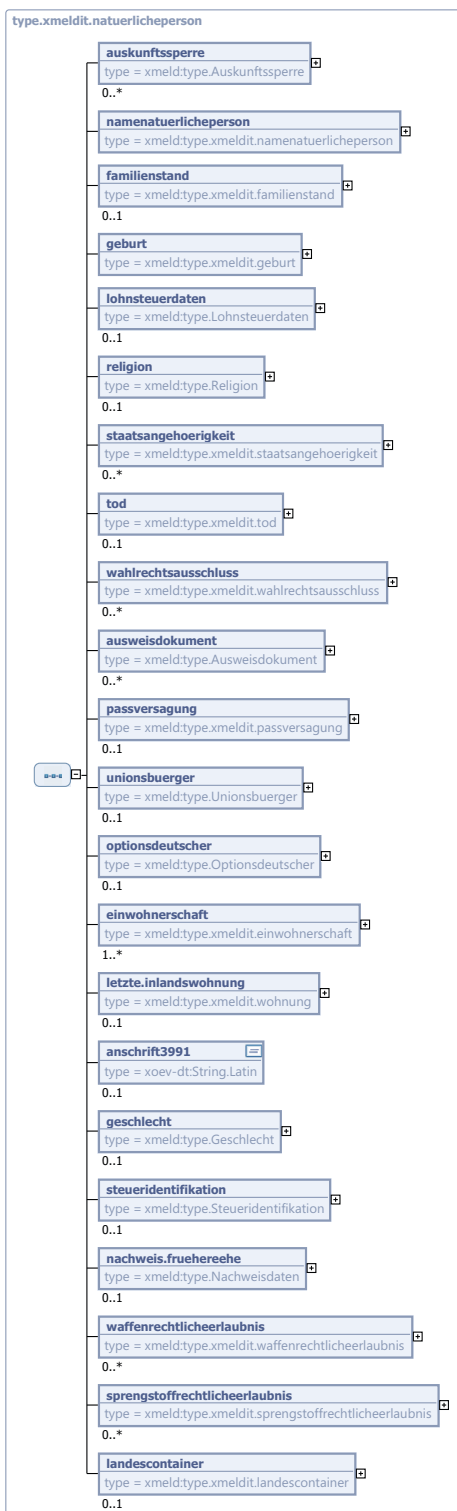 type.xmeldit.natuerlicheperson
auskunftssperre
type = xmeld:type.Auskunftssperre
0..*
namenatuerlicheperson
type = xmeld:type.xmeldit.namenatuerlicheperson
familienstand
type = xmeld:type.xmeldit.familienstand
0..1
geburt
type = xmeld:type.xmeldit.geburt
lohnsteuerdaten
type = xmeld:type.Lohnsteuerdaten
0..1
religion
type = xmeld:type.Religion
0..1
staatsangehoerigkeit
type = xmeld:type.xmeldit.staatsangehoerigkeit
0..*
tod
type = xmeld:type.xmeldit.tod
0..1
wahlrechtsausschluss
type = xmeld:type.xmeldit.wahlrechtsausschluss
0..*
ausweisdokument
type = xmeld:type.Ausweisdokument
0..*
passversagung
type = xmeld:type.xmeldit.passversagung
0..1
unionsbuerger
type = xmeld:type.Unionsbuerger
0..1
optionsdeutscher
type = xmeld:type.Optionsdeutscher
0..1
einwohnerschaft
type = xmeld:type.xmeldit.einwohnerschaft
1..*
letzte.inlandswohnung
type = xmeld:type.xmeldit.wohnung
0..1
anschrift3991
type = xoev-dt:String.Latin
0..1
geschlecht
type = xmeld:type.Geschlecht
0..1
steueridentifikation
type = xmeld:type.Steueridentifikation
0..1
nachweis.fruehereehe
type = xmeld:type.Nachweisdaten
0..1
waffenrechtlicheerlaubnis
type = xmeld:type.xmeldit.waffenrechtlicheerlaubnis
0..*
sprengstoffrechtlicheerlaubnis
type = xmeld:type.xmeldit.sprengstoffrechtlicheerlaubnis
0..*
landescontainer
type = xmeld:type.xmeldit.landescontainer
0..1